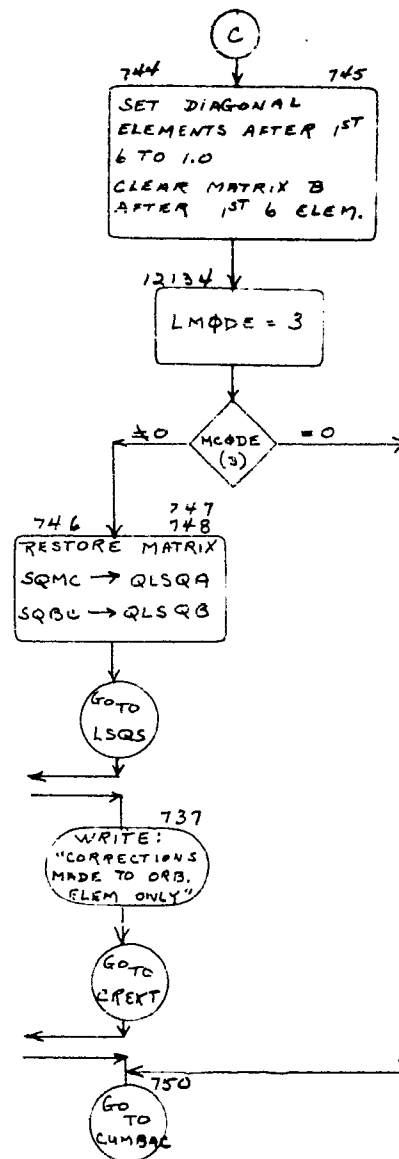 C
744 745
SET DIAGONAL
ELEMENTS AFTER 1ST
6 TO 1.0
CLEAR MATRIX B
AFTER 1ST 6 ELEM.
12134
LMØDE = 3
≠0 MCØDE =0
(3)
746 747
748
RESTORE MATRIX
SQMC → QLSQA
SQBC → QLSQB
GO TO
LSQS
737
WRITE:
"CORRECTIONS
MADE TO ORB.
ELEM ONLY"
GO TO
CREXT
750
GO
TO
CUMBAC